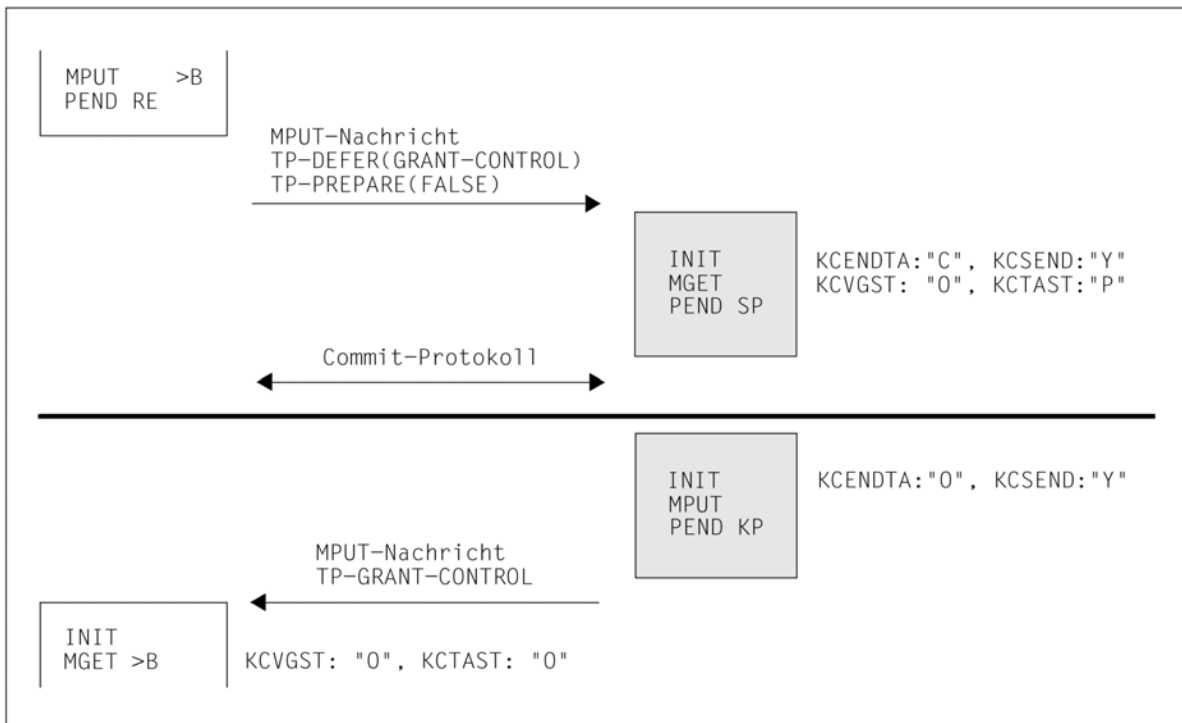 MPUT >B
PEND RE
MPUT-Nachricht
TP-DEFER(GRANT-CONTROL)
TP-PREPARE(FALSE)
INIT
MGET
PEND SP
KCENDTA:"C", KCSEND:"Y"
KCVGST: "O", KCTAST:"P"
Commit-Protokoll
INIT
MPUT
PEND KP
KCENDTA:"O", KCSEND:"Y"
MPUT-Nachricht
TP-GRANT-CONTROL
INIT
MGET >B
KCVGST: "O", KCTAST: "O"